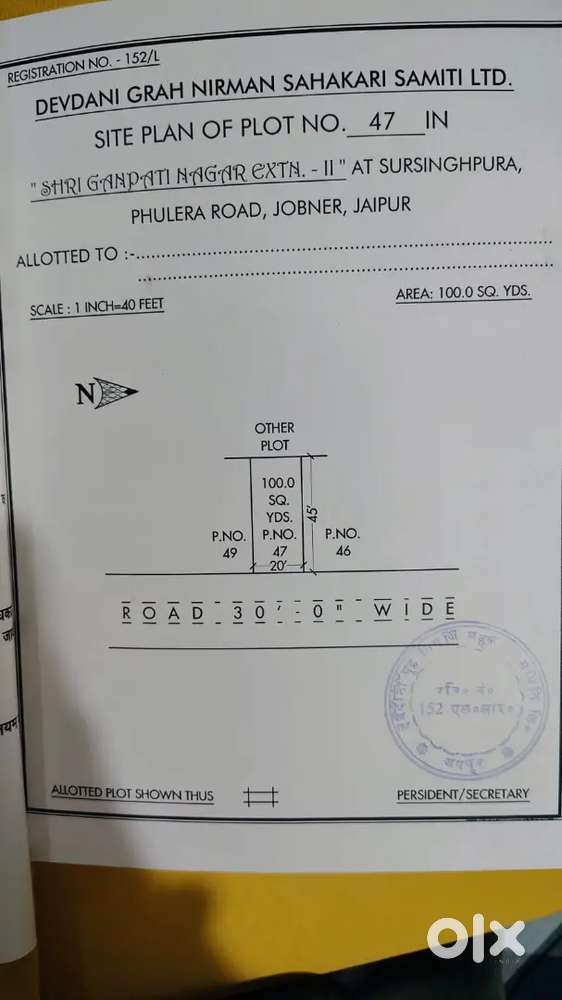 REGISTRATION NO. - 152/L
DEVDANI GRAH NIRMAN SAHAKARI SAMITI LTD.
SITE PLAN OF PLOT NO. 47 IN
" SHRI GANPATI NAGAR EXTN. - II " AT SURSINGHPURA,
PHULERA ROAD, JOBNER, JAIPUR
ALLOTTED TO :-
SCALE : 1 INCH=40 FEET
AREA: 100.0 SQ. YDS.
N
OTHER
PLOT
100.0
SQ.
YDS.
P.NO.
47
20'
45'
P.NO.
49
P.NO.
46
ROAD 30'-0" WIDE
152
जयपुर
ALLOTTED PLOT SHOWN THUS
PERSIDENT/SECRETARY
olx
INDIA